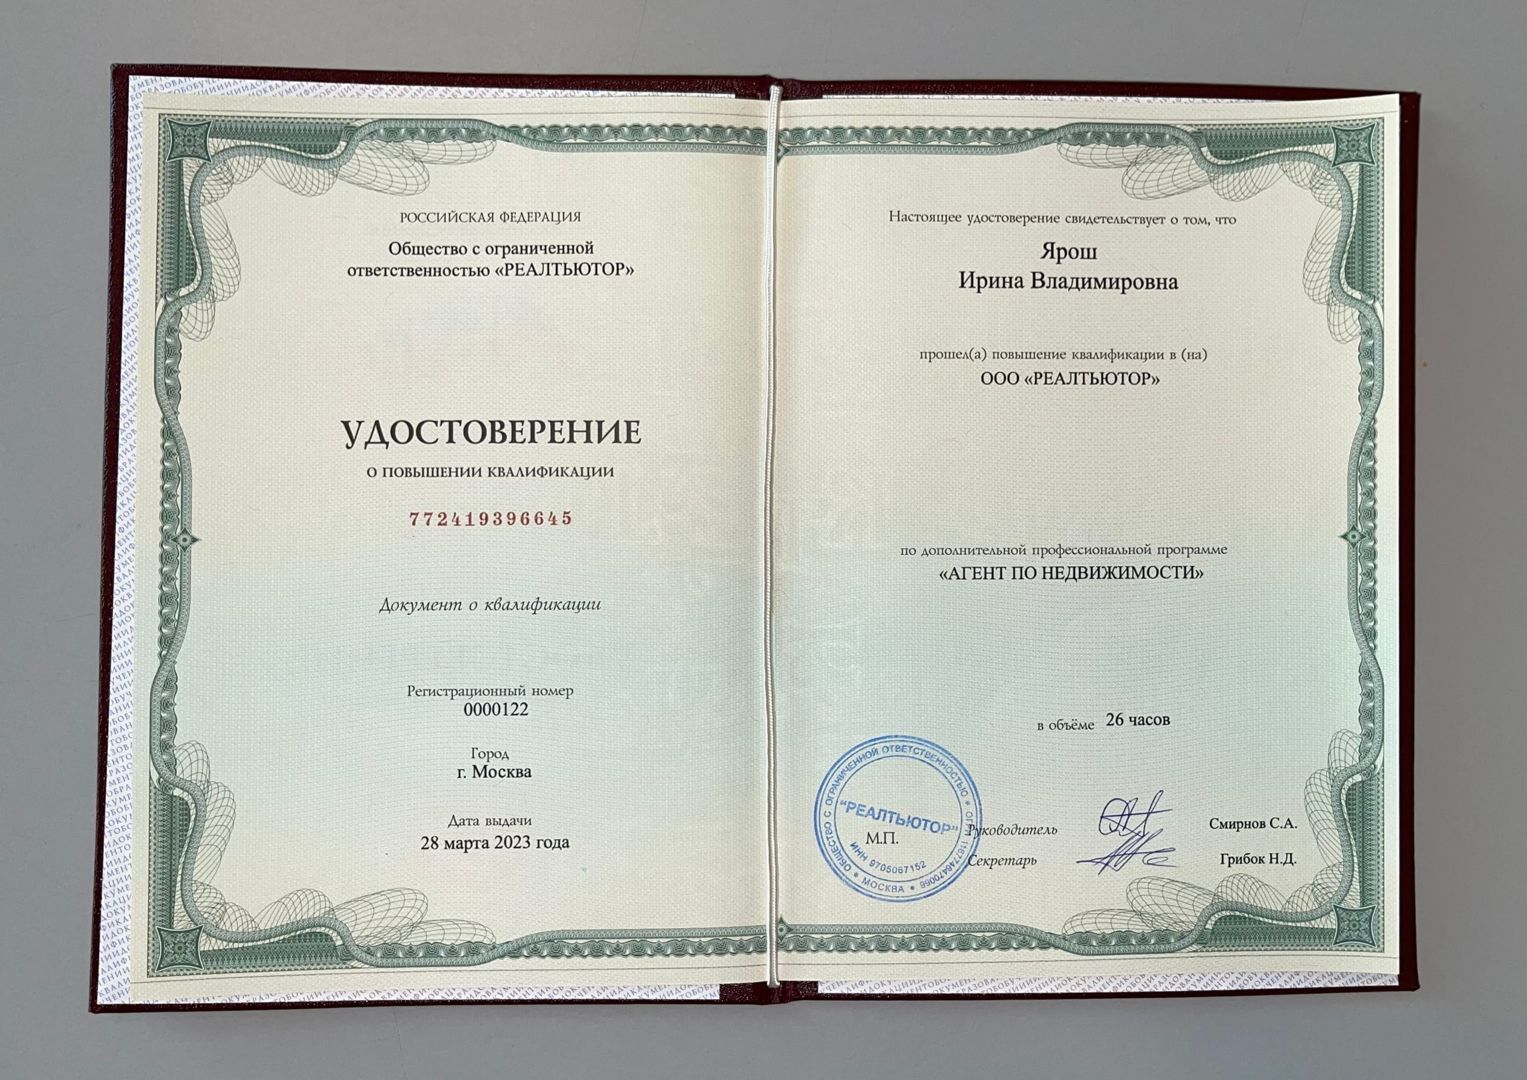 РОССИЙСКАЯ ФЕДЕРАЦИЯ
Общество с ограниченной
ответственностью «РЕАЛТЬЮТОР»
УДОСТОВЕРЕНИЕ
О ПОВЫШЕНИИ КВАЛИФИКАЦИИ
772419396645
Документ о квалификации
Регистрационный номер
0000122
Город
г. Москва
Дата выдачи
28 марта 2023 года
Настоящее удостоверение свидетельствует о том, что
Ярош
Ирина Владимировна
прошел(а) повышение квалификации в (на)
ООО «РЕАЛТЬЮТОР»
по дополнительной профессиональной программе
«АГЕНТ ПО НЕДВИЖИМОСТИ»
в объёме 26 часов
ОБЩЕСТВО С ОГРАНИЧЕННОЙ ОТВЕТСТВЕННОСТЬЮ
"РЕАЛТЬЮТОР"
ИНН 9705067152
МОСКВА
М.П.
Руководитель Смирнов С.А.
Секретарь Грибок Н.Д.